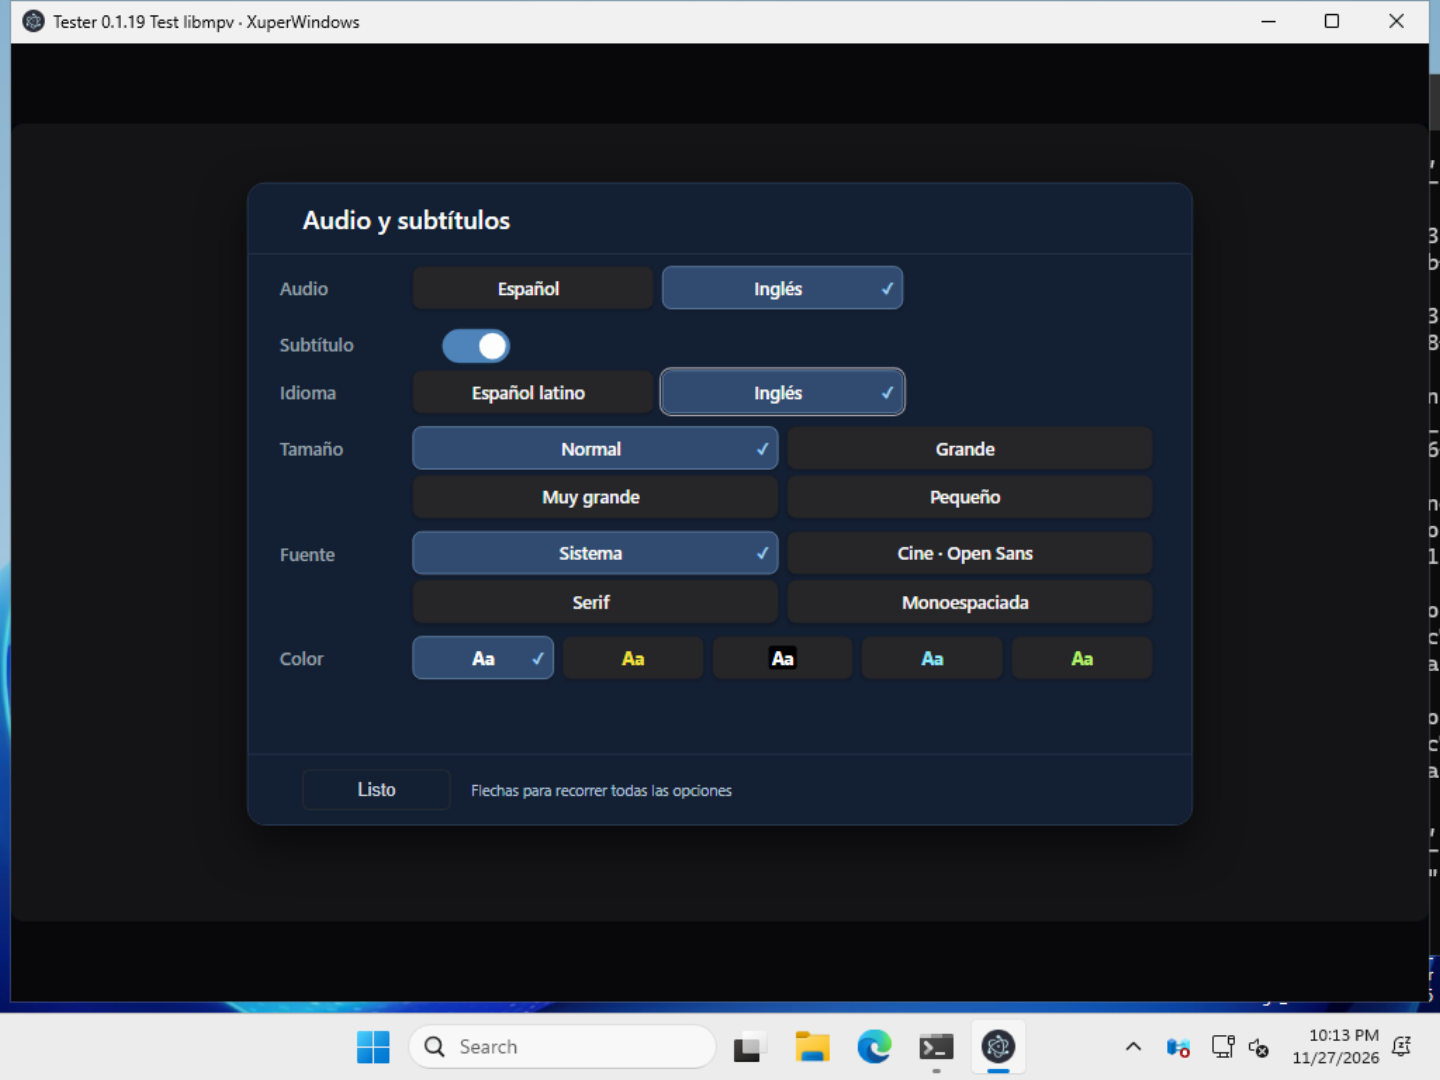 Tester 0.1.19 Test libmpv · XuperWindows
Audio y subtítulos
Audio Español Inglés ✓
Subtítulo
Idioma Español latino Inglés ✓
Tamaño Normal ✓ Grande
Muy grande Pequeño
Fuente Sistema ✓ Cine · Open Sans
Serif Monoespaciada
Color Aa ✓ Aa Aa Aa Aa
Listo Flechas para recorrer todas las opciones
Search
10:13 PM
11/27/2026